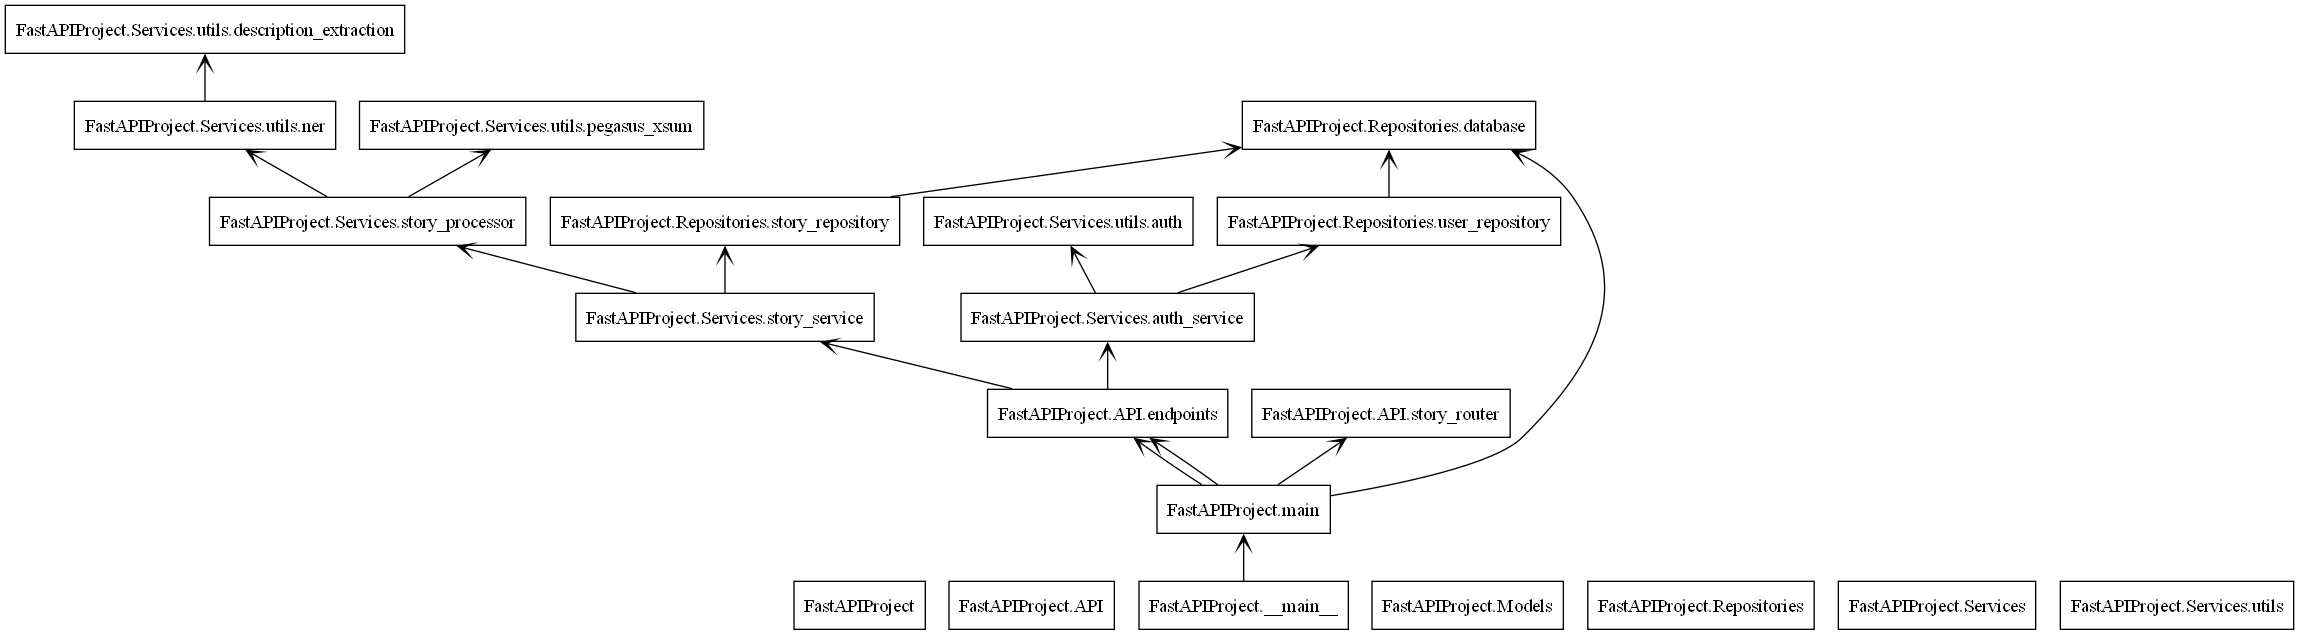 FastAPIProject.Services.utils.description_extraction
FastAPIProject.Services.utils.ner
FastAPIProject.Services.utils.pegasus_xsum
FastAPIProject.Repositories.database
FastAPIProject.Services.story_processor
FastAPIProject.Repositories.story_repository
FastAPIProject.Services.utils.auth
FastAPIProject.Repositories.user_repository
FastAPIProject.Services.story_service
FastAPIProject.Services.auth_service
FastAPIProject.API.endpoints
FastAPIProject.API.story_router
FastAPIProject.main
FastAPIProject
FastAPIProject.API
FastAPIProject.__main__
FastAPIProject.Models
FastAPIProject.Repositories
FastAPIProject.Services
FastAPIProject.Services.utils